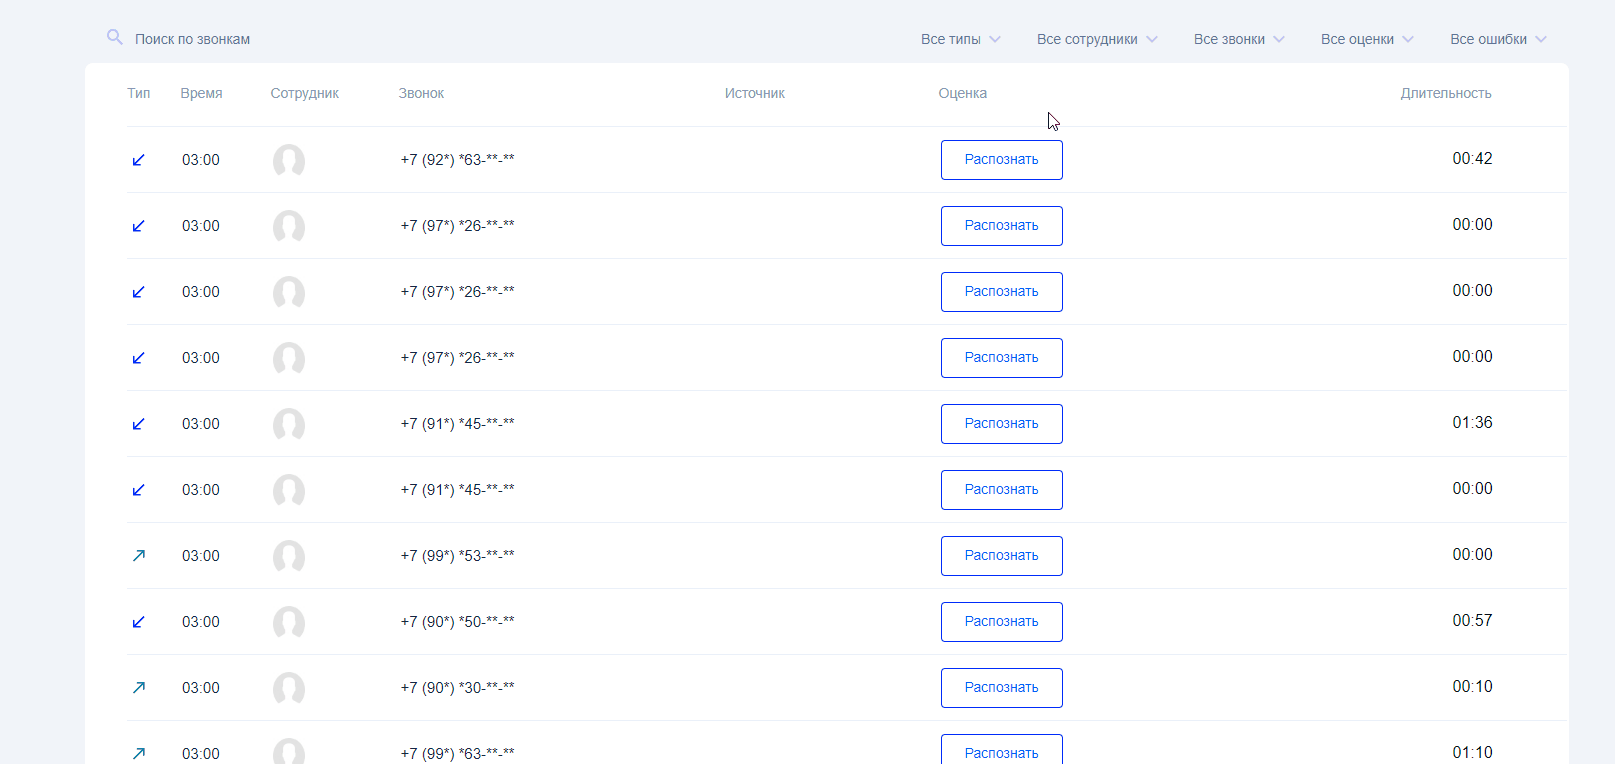 Поиск по звонкам Все типы Все сотрудники Все звонки Все оценки Все ошибки
Тип Время Сотрудник Звонок Источник Оценка Длительность
03:00 +7 (92*) *63-**-** Распознать 00:42
03:00 +7 (97*) *26-**-** Распознать 00:00
03:00 +7 (97*) *26-**-** Распознать 00:00
03:00 +7 (97*) *26-**-** Распознать 00:00
03:00 +7 (91*) *45-**-** Распознать 01:36
03:00 +7 (91*) *45-**-** Распознать 00:00
03:00 +7 (99*) *53-**-** Распознать 00:00
03:00 +7 (90*) *50-**-** Распознать 00:57
03:00 +7 (90*) *30-**-** Распознать 00:10
03:00 +7 (99*) *63-**-** Распознать 01:10